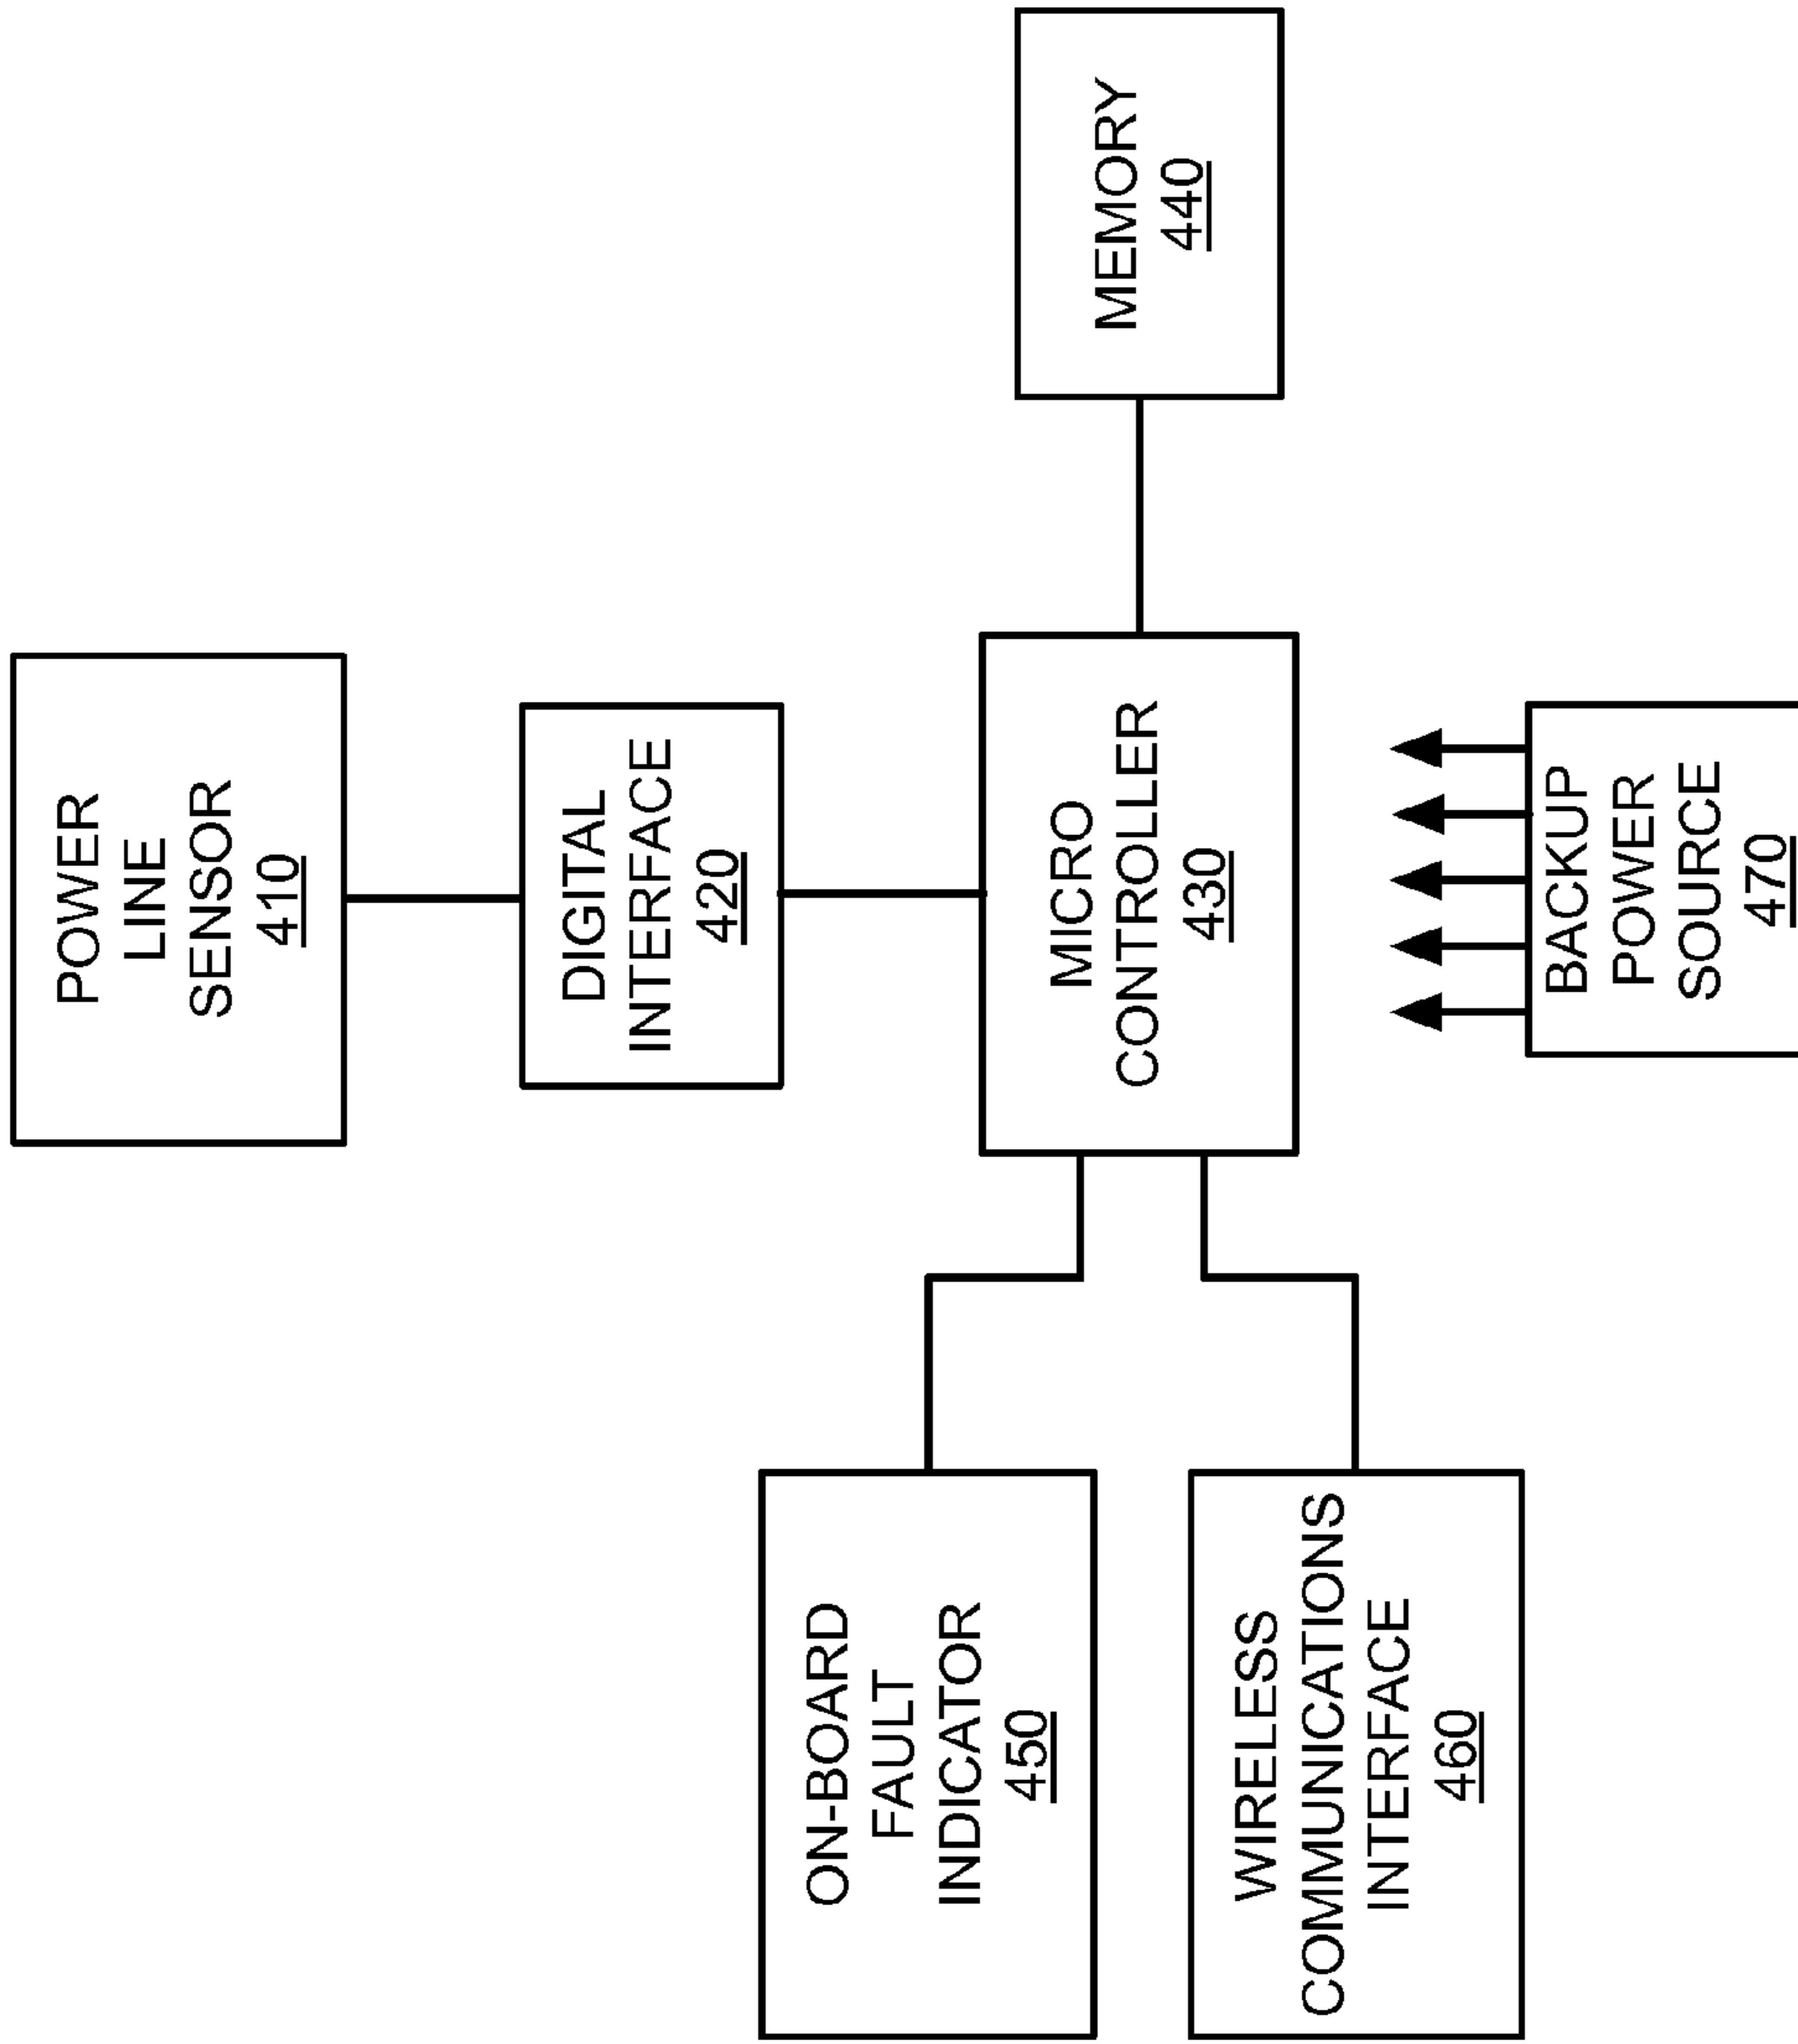 POWER
LINE
SENSOR
410
DIGITAL
INTERFACE
420
MICRO
CONTROLLER
430
MEMORY
440
ON-BOARD
FAULT
INDICATOR
450
WIRELESS
COMMUNICATIONS
INTERFACE
460
BACKUP
POWER
SOURCE
470